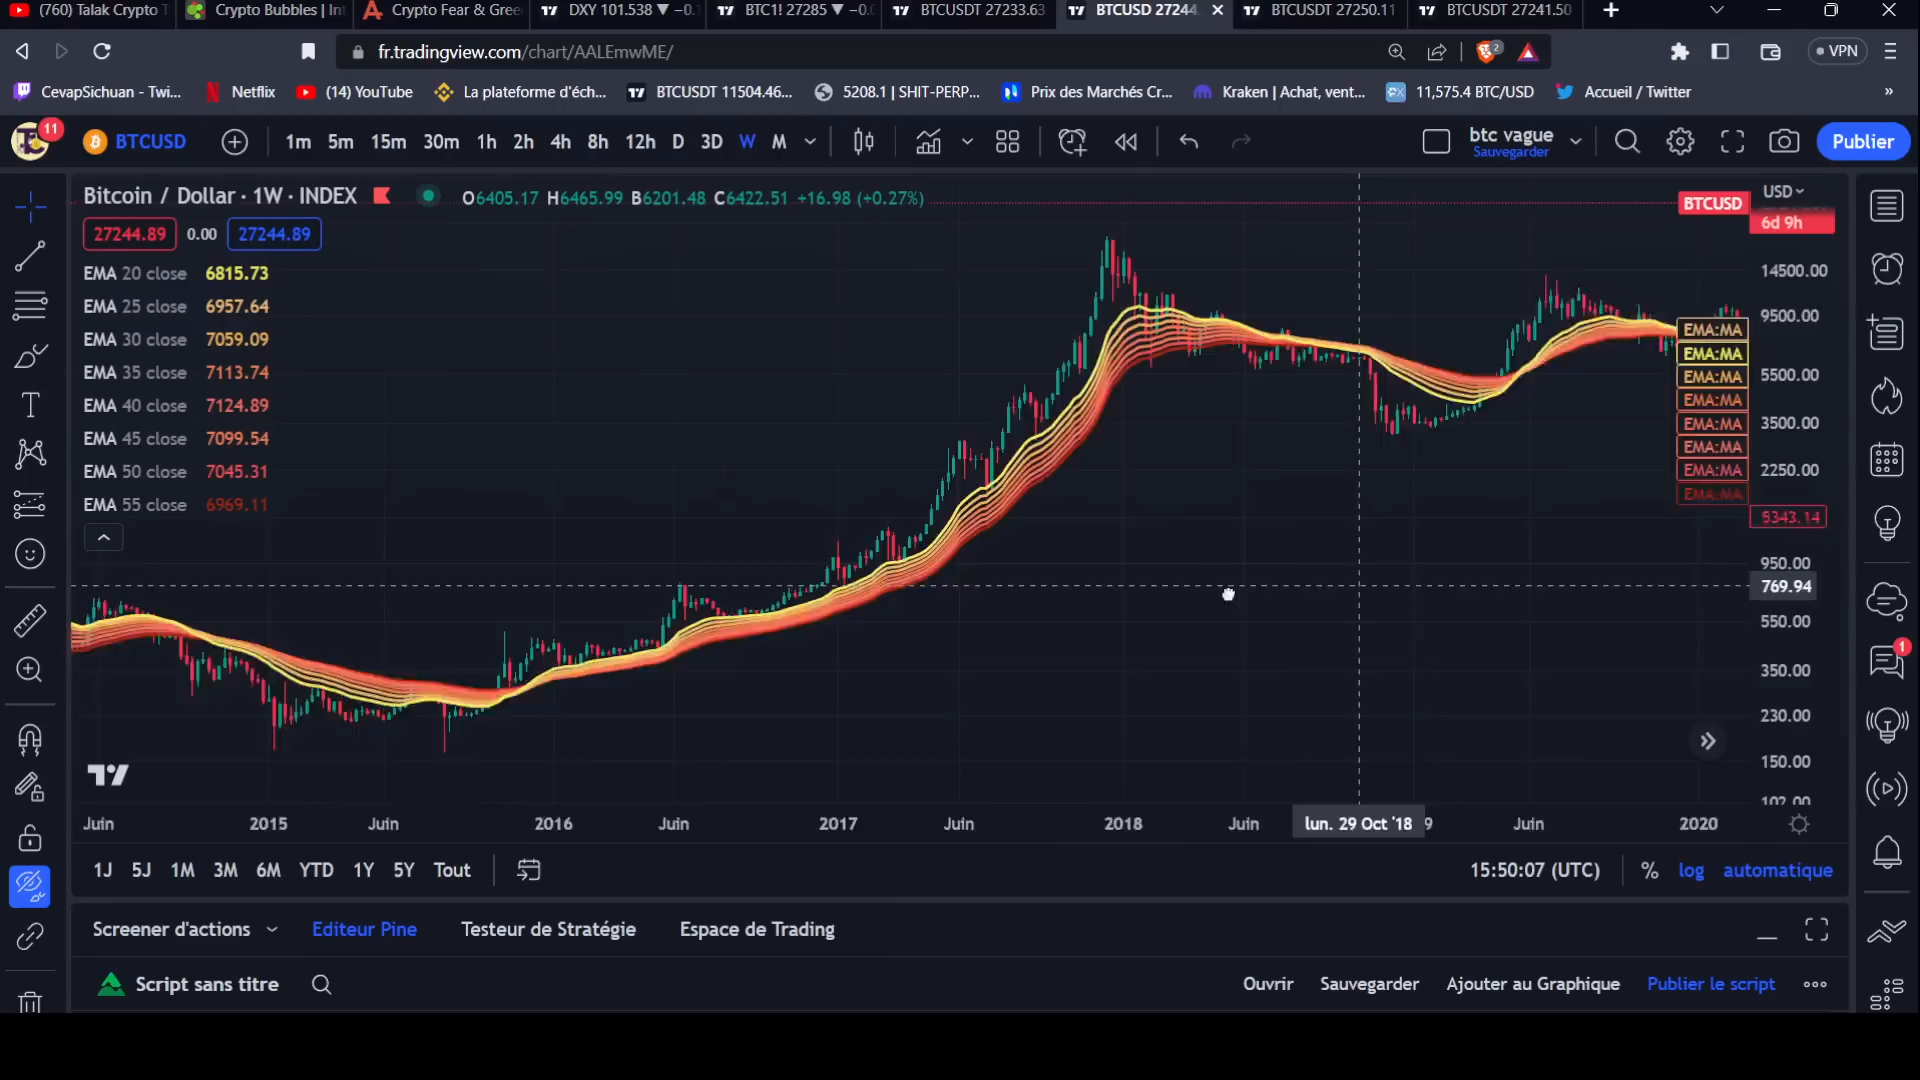 (760) Talak Crypto T
Crypto Bubbles | Int
Crypto Fear & Gree
DXY 101.538 ▼ −0.
BTC1! 27285 ▼ −0.
BTCUSDT 27233.63
BTCUSD 27244
BTCUSDT 27250.11
BTCUSDT 27241.50
fr.tradingview.com/chart/AALEmwME/
2
VPN
CevapSichuan - Twi...
Netflix
(14) YouTube
La plateforme d'éch...
BTCUSDT 11504.46...
5208.1 | SHIT-PERP...
Prix des Marchés Cr...
Kraken | Achat, vent...
11,575.4 BTC/USD
Accueil / Twitter
»
11
BTCUSD
1m 5m 15m 30m 1h 2h 4h 8h 12h D 3D W M
btc vague
Sauvegarder
Publier
Bitcoin / Dollar · 1W · INDEX
O6405.17 H6465.99 B6201.48 C6422.51 +16.98 (+0.27%)
27244.89 0.00 27244.89
EMA 20 close 6815.73
EMA 25 close 6957.64
EMA 30 close 7059.09
EMA 35 close 7113.74
EMA 40 close 7124.89
EMA 45 close 7099.54
EMA 50 close 7045.31
EMA 55 close 6969.11
USD
BTCUSD
6d 9h
14500.00
9500.00
EMA:MA
EMA:MA
EMA:MA
5500.00
EMA:MA
EMA:MA
3500.00
EMA:MA
EMA:MA
2250.00
EMA:MA
950.00
769.94
550.00
350.00
230.00
150.00
102.00
1
Juin 2015 Juin 2016 Juin 2017 Juin 2018 Juin lun. 29 Oct '18 9 Juin 2020
1J 5J 1M 3M 6M YTD 1Y 5Y Tout
15:50:07 (UTC) % log automatique
Screener d'actions Editeur Pine Testeur de Stratégie Espace de Trading
Script sans titre
Ouvrir Sauvegarder Ajouter au Graphique Publier le script